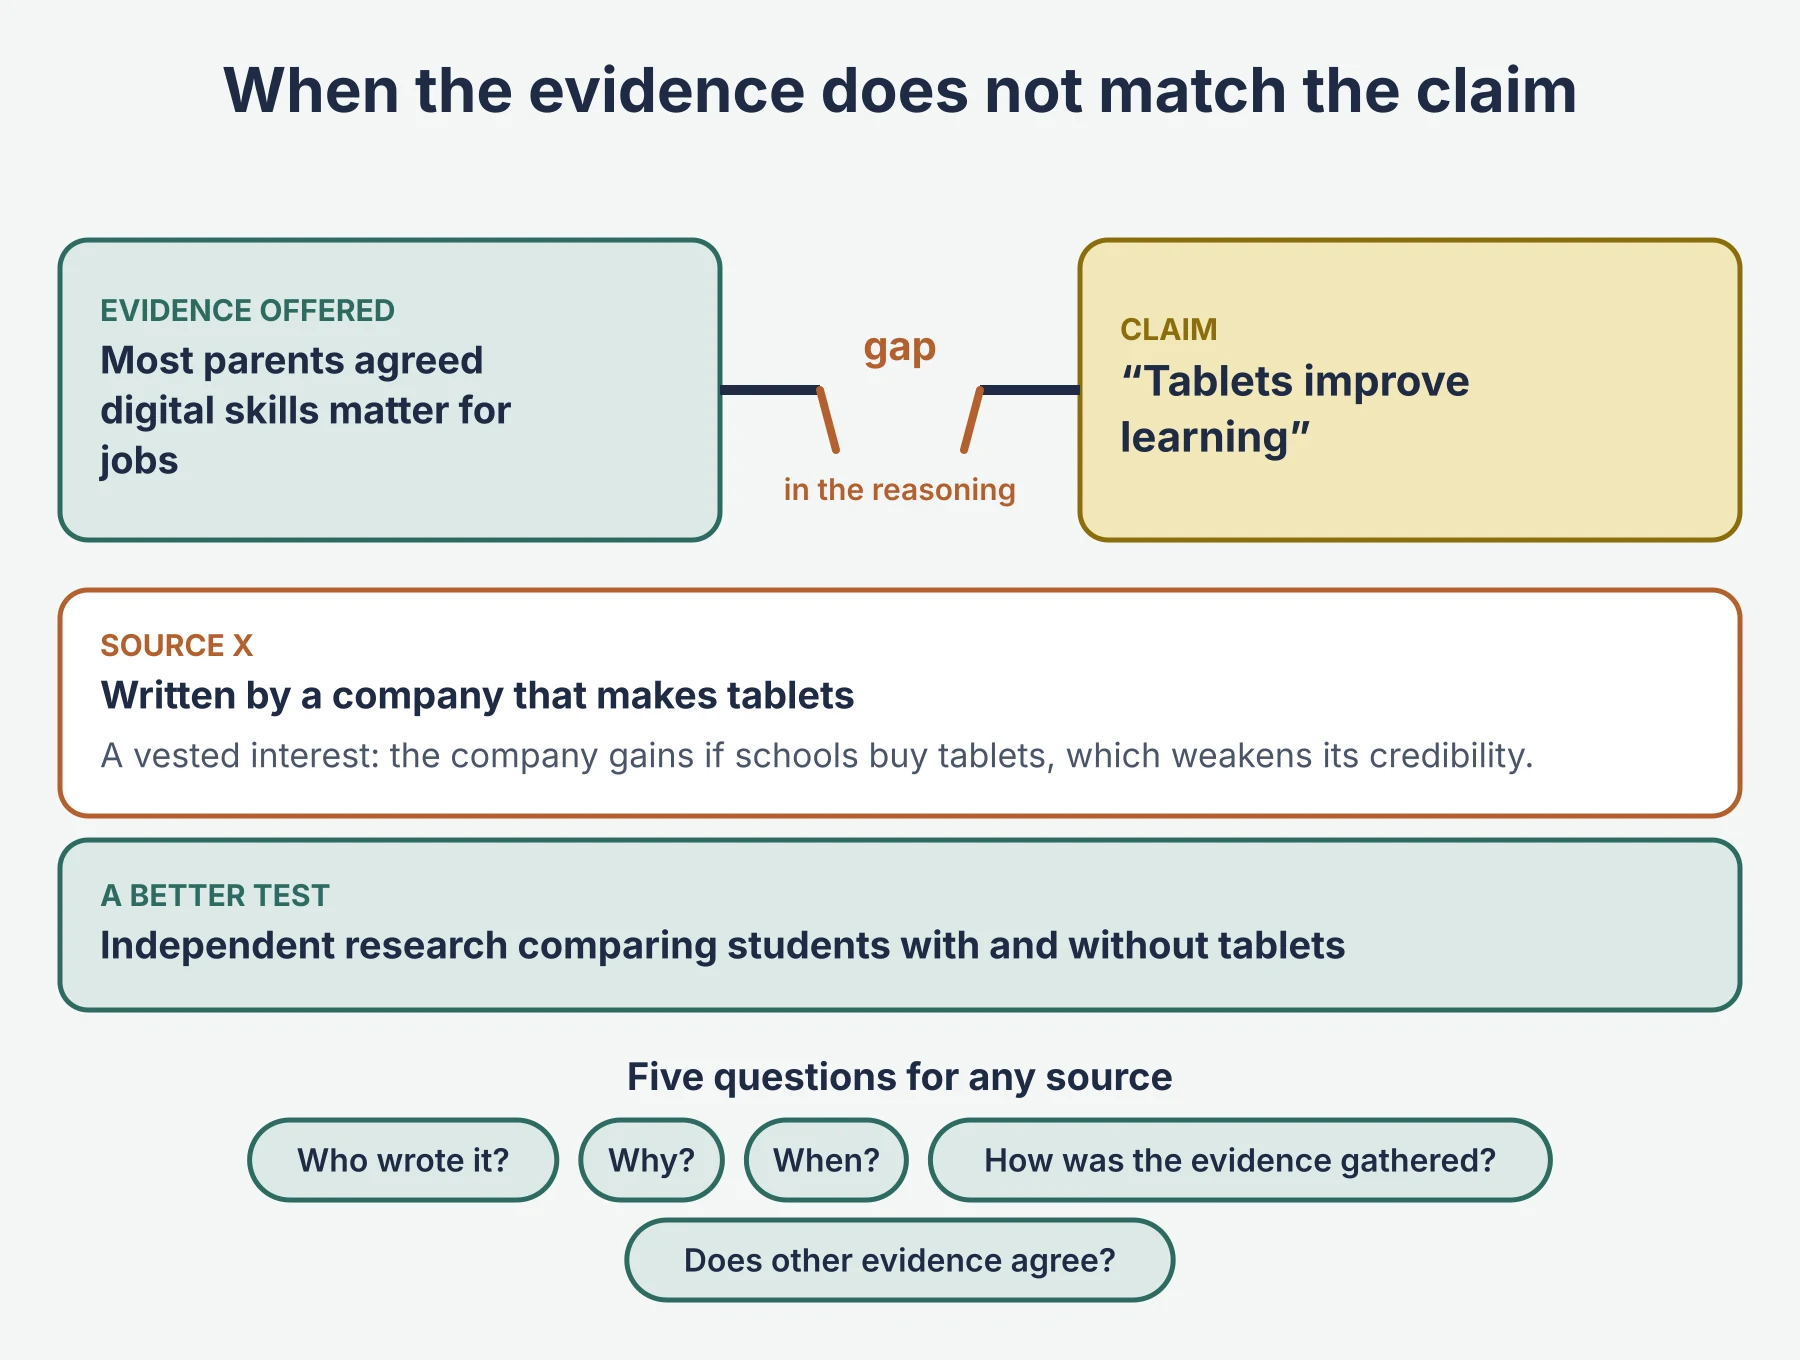 When the evidence does not match the claim
EVIDENCE OFFERED
Most parents agreed
digital skills matter for
jobs
gap
in the reasoning
CLAIM
“Tablets improve
learning”
SOURCE X
Written by a company that makes tablets
A vested interest: the company gains if schools buy tablets, which weakens its credibility.
A BETTER TEST
Independent research comparing students with and without tablets
Five questions for any source
Who wrote it?
Why?
When?
How was the evidence gathered?
Does other evidence agree?